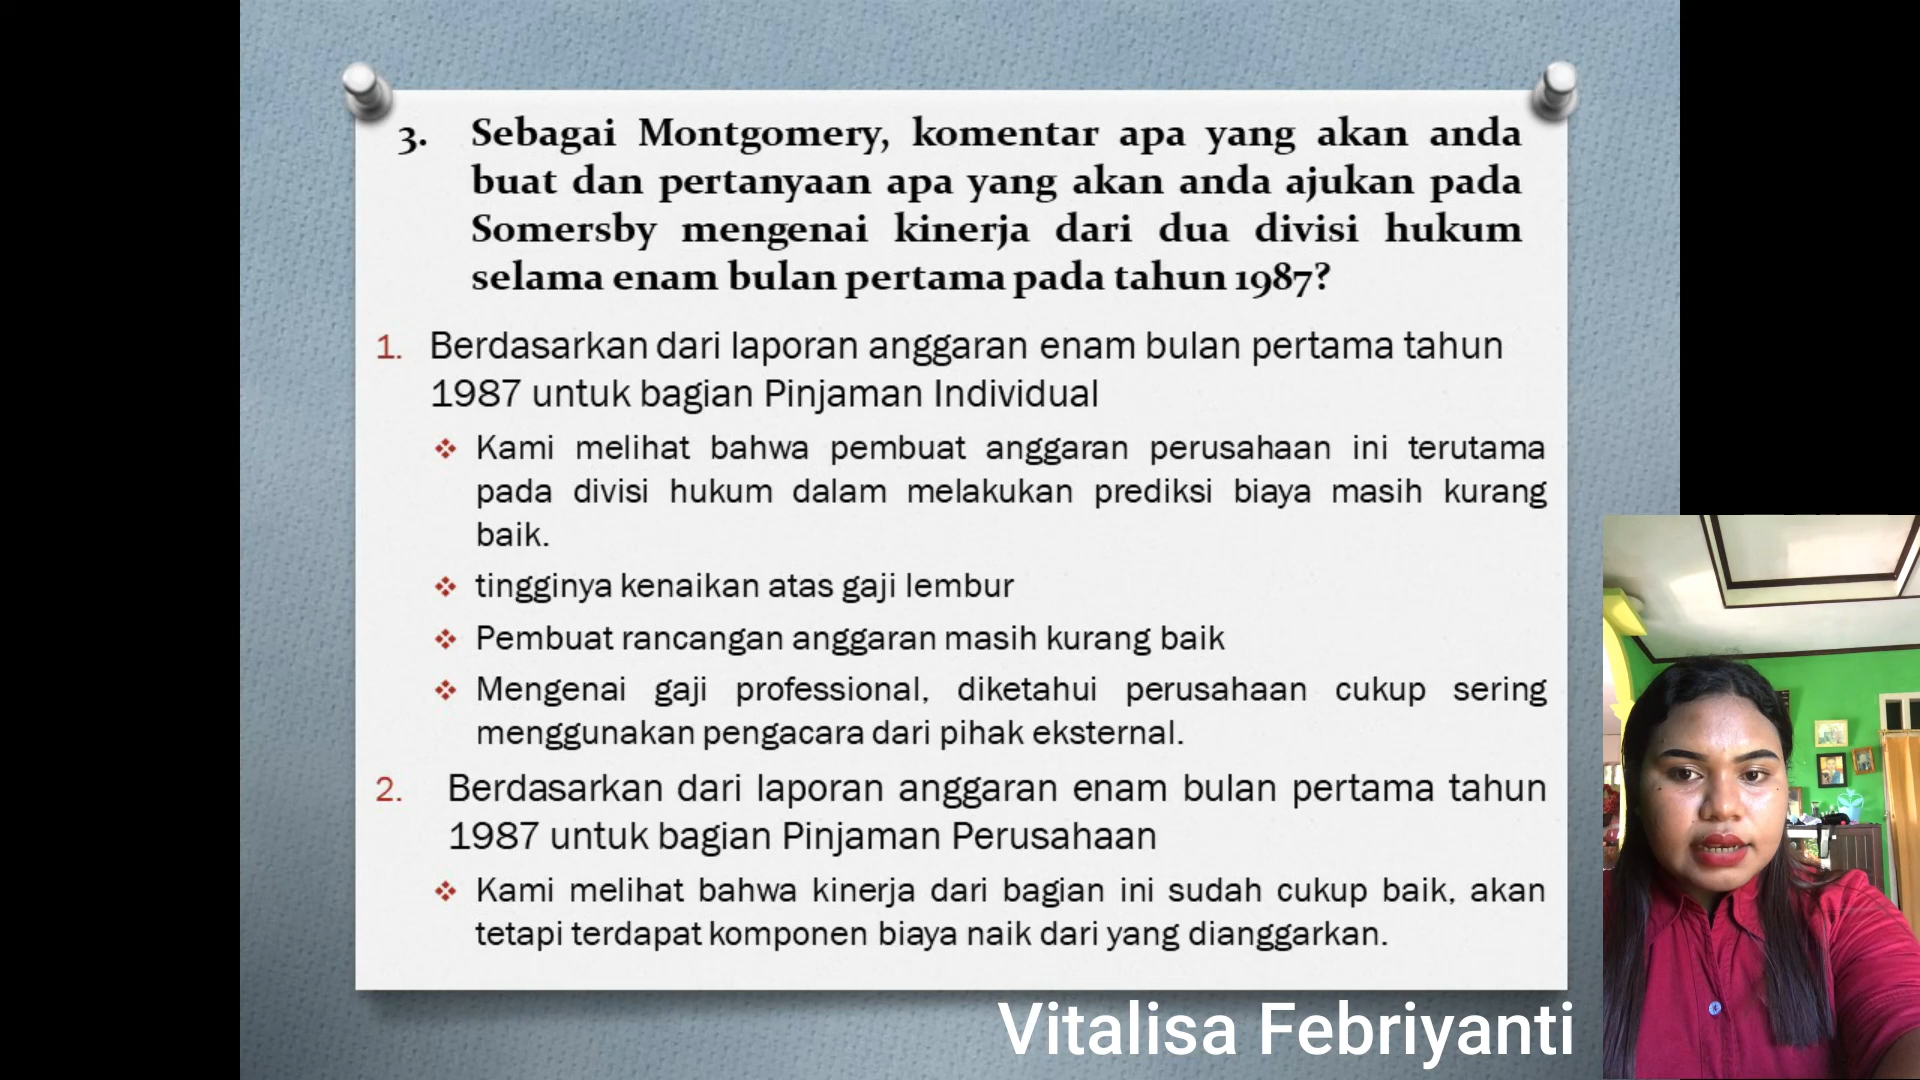 3. Sebagai Montgomery, komentar apa yang akan anda
buat dan pertanyaan apa yang akan anda ajukan pada
Somersby mengenai kinerja dari dua divisi hukum
selama enam bulan pertama pada tahun 1987?
1. Berdasarkan dari laporan anggaran enam bulan pertama tahun
1987 untuk bagian Pinjaman Individual
❖ Kami melihat bahwa pembuat anggaran perusahaan ini terutama
pada divisi hukum dalam melakukan prediksi biaya masih kurang
baik.
❖ tingginya kenaikan atas gaji lembur
❖ Pembuat rancangan anggaran masih kurang baik
❖ Mengenai gaji professional, diketahui perusahaan cukup sering
menggunakan pengacara dari pihak eksternal.
2. Berdasarkan dari laporan anggaran enam bulan pertama tahun
1987 untuk bagian Pinjaman Perusahaan
❖ Kami melihat bahwa kinerja dari bagian ini sudah cukup baik, akan
tetapi terdapat komponen biaya naik dari yang dianggarkan.
Vitalisa Febriyanti